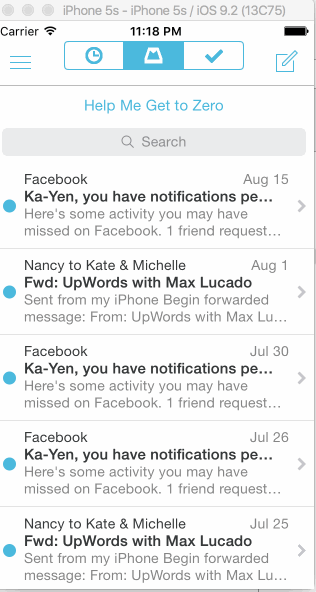 iPhone 5s - iPhone 5s / iOS 9.2 (13C75)
Carrier 11:18 PM
Help Me Get to Zero
Search
Facebook Aug 15
Ka-Yen, you have notifications pe...
Here's some activity you may have
missed on Facebook. 1 friend request...
Nancy to Kate & Michelle Aug 1
Fwd: UpWords with Max Lucado
Sent from my iPhone Begin forwarded
message: From: UpWords with Max Lu...
Facebook Jul 30
Ka-Yen, you have notifications pe...
Here's some activity you may have
missed on Facebook. 1 friend request...
Facebook Jul 26
Ka-Yen, you have notifications pe...
Here's some activity you may have
missed on Facebook. 1 friend request...
Nancy to Kate & Michelle Jul 25
Fwd: UpWords with Max Lucado
Sent from my iPhone Begin forwarded
message: From: UpWords with Max Lu...